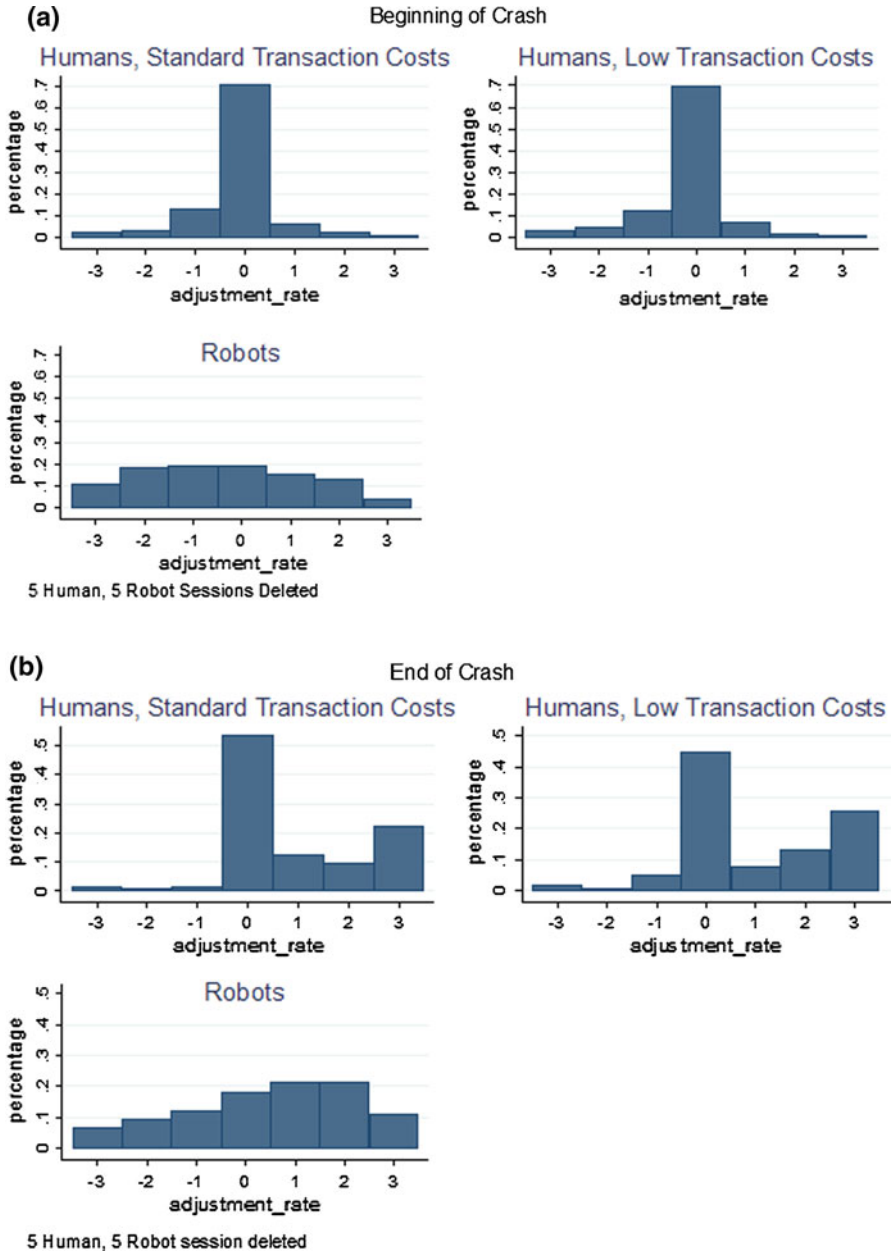 (a)
Beginning of Crash
Humans, Standard Transaction Costs
percentage
0 .1 .2 .3 .4 .5 .6 .7
-3 -2 -1 0 1 2 3
adjustment_rate
Humans, Low Transaction Costs
percentage
0 .1 .2 .3 .4 .5 .6 .7
-3 -2 -1 0 1 2 3
adjustment_rate
Robots
percentage
0 .1 .2 .3 .4 .5 .6 .7
-3 -2 -1 0 1 2 3
adjustment_rate
5 Human, 5 Robot Sessions Deleted
(b)
End of Crash
Humans, Standard Transaction Costs
percentage
0 .1 .2 .3 .4 .5
-3 -2 -1 0 1 2 3
adjustment_rate
Humans, Low Transaction Costs
percentage
0 .1 .2 .3 .4 .5
-3 -2 -1 0 1 2 3
adjustment_rate
Robots
percentage
0 .1 .2 .3 .4 .5
-3 -2 -1 0 1 2 3
adjustment_rate
5 Human, 5 Robot session deleted